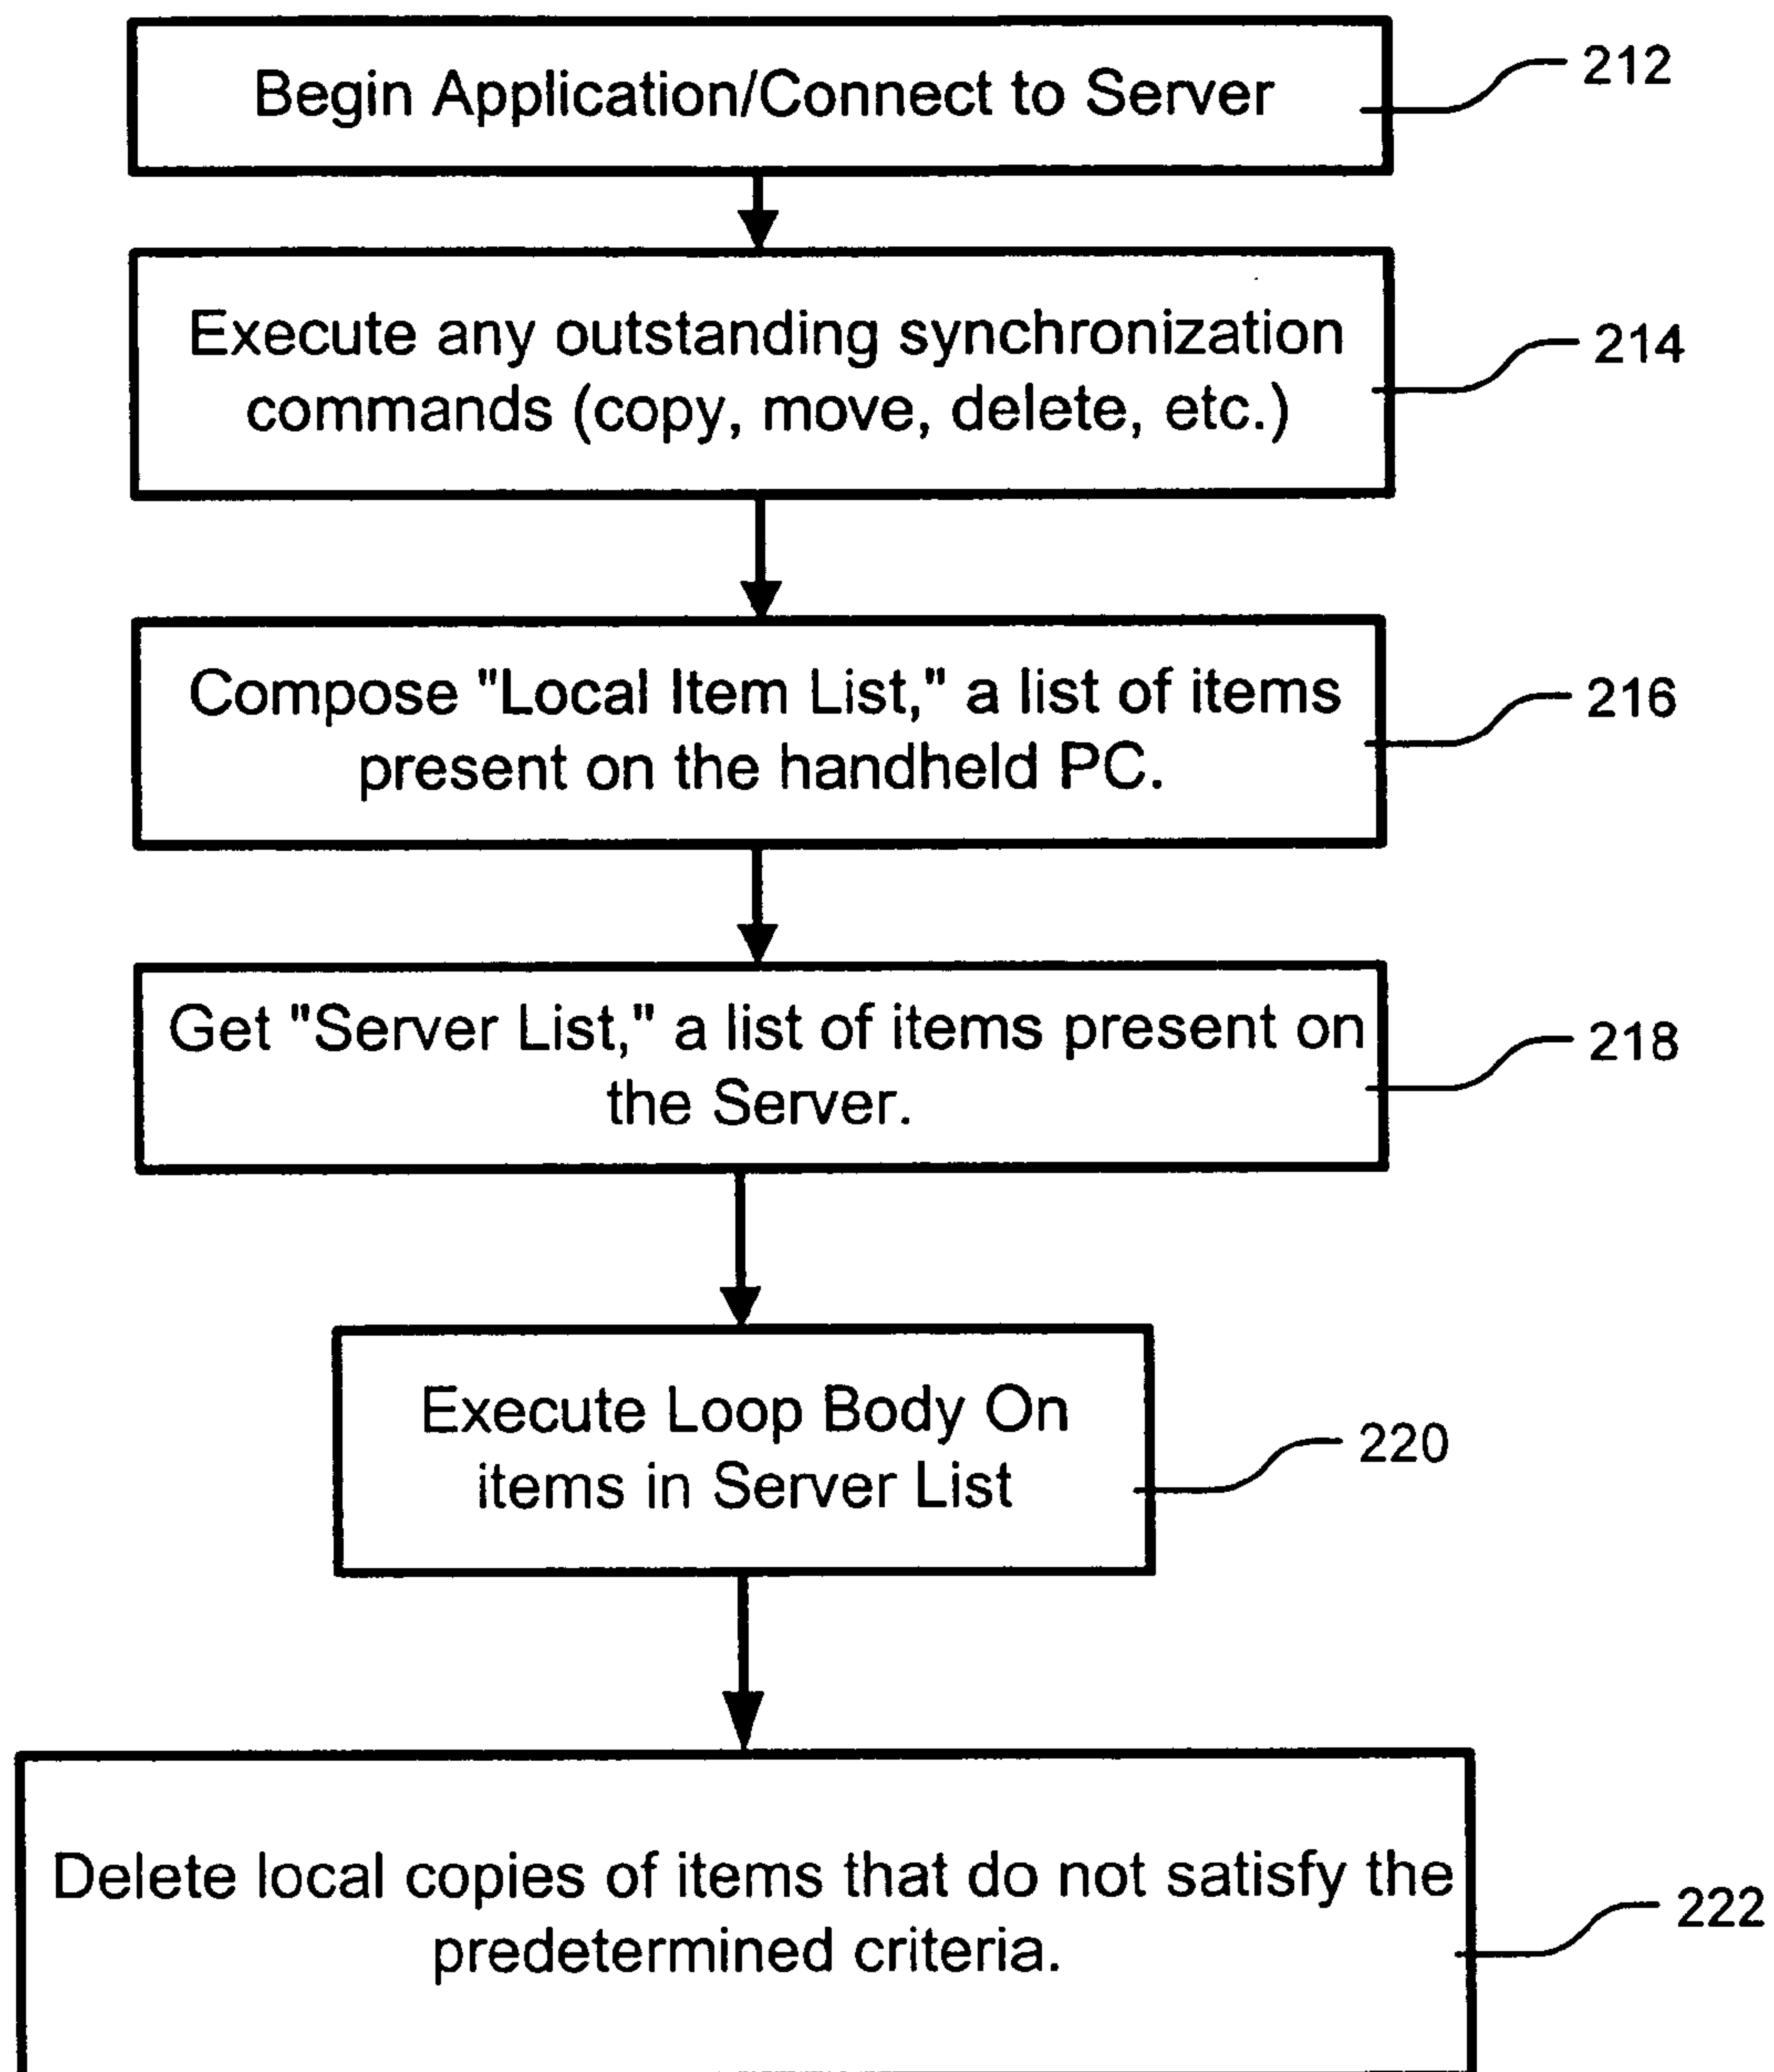 Begin Application/Connect to Server
212
Execute any outstanding synchronization
commands (copy, move, delete, etc.)
214
Compose "Local Item List," a list of items
present on the handheld PC.
216
Get "Server List," a list of items present on
the Server.
218
Execute Loop Body On
items in Server List
220
Delete local copies of items that do not satisfy the
predetermined criteria.
222